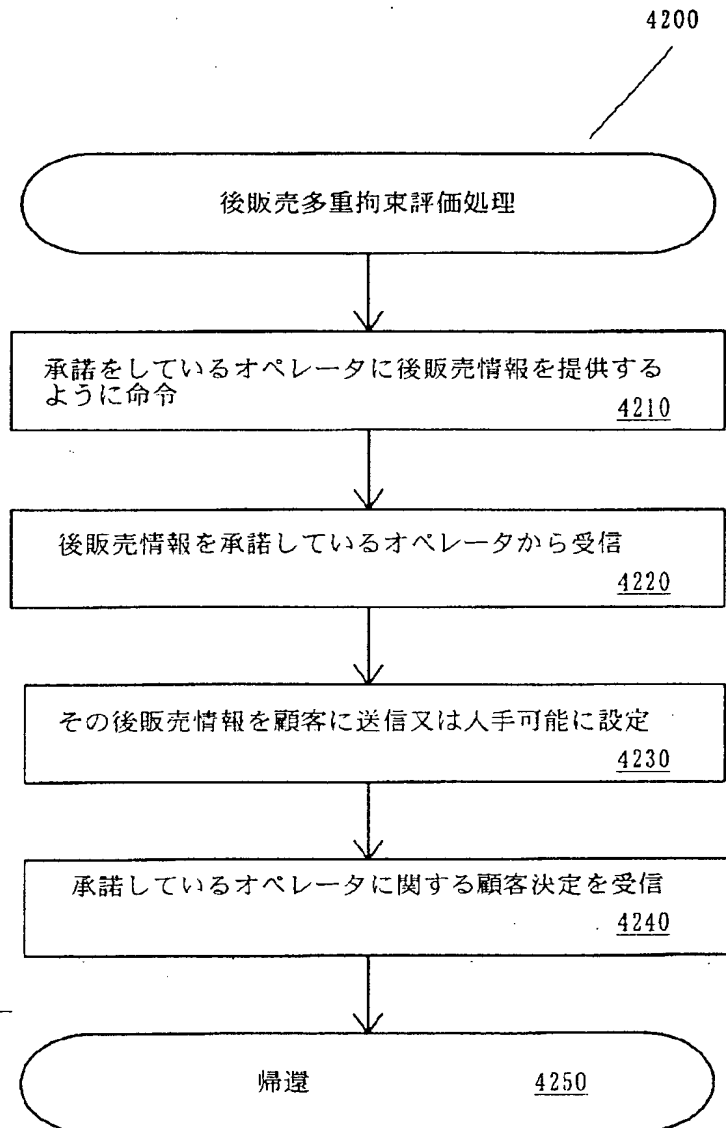 4200
後販売多重拘束評価処理
承諾をしているオペレータに後販売情報を提供する
ように命令
4210
後販売情報を承諾しているオペレータから受信
4220
その後販売情報を顧客に送信又は人手可能に設定
4230
承諾しているオペレータに関する顧客決定を受信
4240
帰還 4250